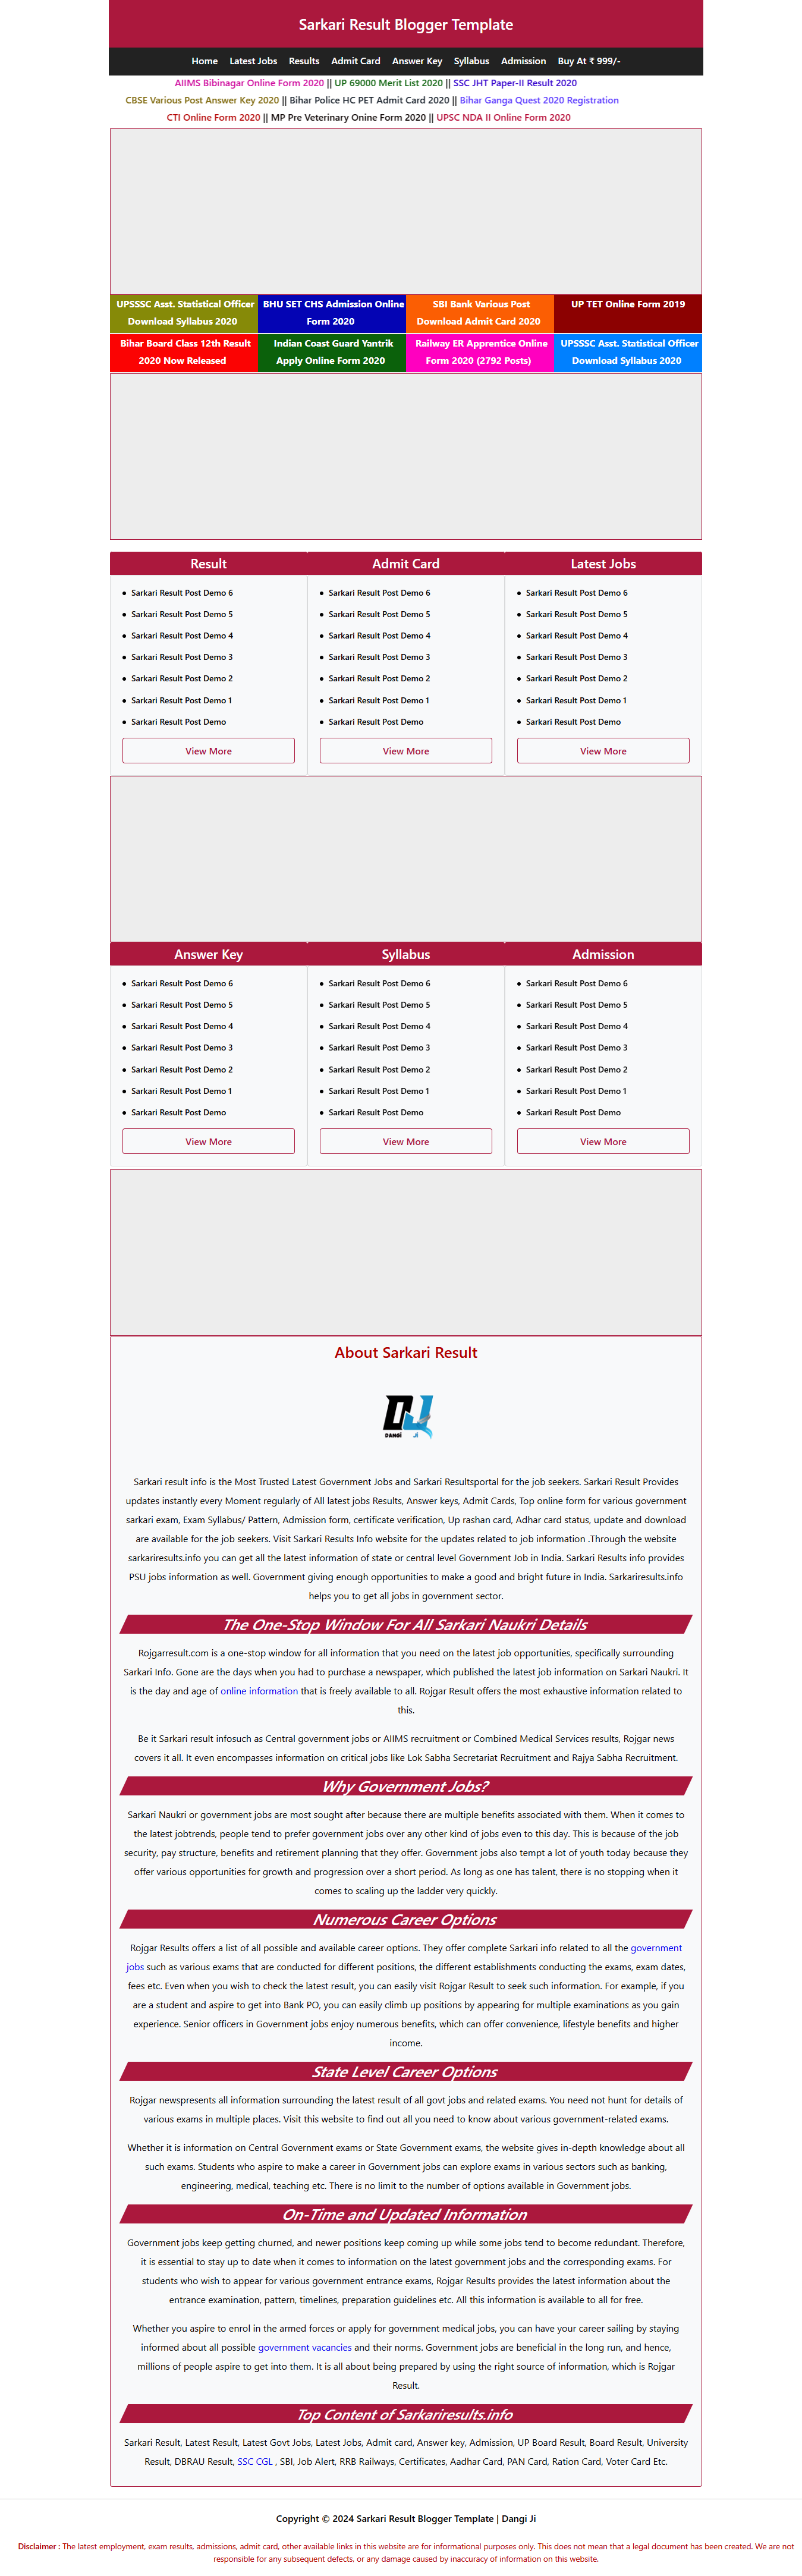 Sarkari Result Blogger Template
Home Latest Jobs Results Admit Card Answer Key Syllabus Admission Buy At ₹ 999/-
AIIMS Bibinagar Online Form 2020 || UP 69000 Merit List 2020 || SSC JHT Paper-II Result 2020
CBSE Various Post Answer Key 2020 || Bihar Police HC PET Admit Card 2020 || Bihar Ganga Quest 2020 Registration
CTI Online Form 2020 || MP Pre Veterinary Onine Form 2020 || UPSC NDA II Online Form 2020
UPSSSC Asst. Statistical Officer
Download Syllabus 2020
BHU SET CHS Admission Online
Form 2020
SBI Bank Various Post
Download Admit Card 2020
UP TET Online Form 2019
Bihar Board Class 12th Result
2020 Now Released
Indian Coast Guard Yantrik
Apply Online Form 2020
Railway ER Apprentice Online
Form 2020 (2792 Posts)
UPSSSC Asst. Statistical Officer
Download Syllabus 2020
Result
Sarkari Result Post Demo 6
Sarkari Result Post Demo 5
Sarkari Result Post Demo 4
Sarkari Result Post Demo 3
Sarkari Result Post Demo 2
Sarkari Result Post Demo 1
Sarkari Result Post Demo
View More
Admit Card
Sarkari Result Post Demo 6
Sarkari Result Post Demo 5
Sarkari Result Post Demo 4
Sarkari Result Post Demo 3
Sarkari Result Post Demo 2
Sarkari Result Post Demo 1
Sarkari Result Post Demo
View More
Latest Jobs
Sarkari Result Post Demo 6
Sarkari Result Post Demo 5
Sarkari Result Post Demo 4
Sarkari Result Post Demo 3
Sarkari Result Post Demo 2
Sarkari Result Post Demo 1
Sarkari Result Post Demo
View More
Answer Key
Sarkari Result Post Demo 6
Sarkari Result Post Demo 5
Sarkari Result Post Demo 4
Sarkari Result Post Demo 3
Sarkari Result Post Demo 2
Sarkari Result Post Demo 1
Sarkari Result Post Demo
View More
Syllabus
Sarkari Result Post Demo 6
Sarkari Result Post Demo 5
Sarkari Result Post Demo 4
Sarkari Result Post Demo 3
Sarkari Result Post Demo 2
Sarkari Result Post Demo 1
Sarkari Result Post Demo
View More
Admission
Sarkari Result Post Demo 6
Sarkari Result Post Demo 5
Sarkari Result Post Demo 4
Sarkari Result Post Demo 3
Sarkari Result Post Demo 2
Sarkari Result Post Demo 1
Sarkari Result Post Demo
View More
About Sarkari Result
DJ
DANGI JI
Sarkari result info is the Most Trusted Latest Government Jobs and Sarkari Resultsportal for the job seekers. Sarkari Result Provides
updates instantly every Moment regularly of All latest jobs Results, Answer keys, Admit Cards, Top online form for various government
sarkari exam, Exam Syllabus/ Pattern, Admission form, certificate verification, Up rashan card, Adhar card status, update and download
are available for the job seekers. Visit Sarkari Results Info website for the updates related to job information .Through the website
sarkariresults.info you can get all the latest information of state or central level Government Job in India. Sarkari Results info provides
PSU jobs information as well. Government giving enough opportunities to make a good and bright future in India. Sarkariresults.info
helps you to get all jobs in government sector.
The One-Stop Window For All Sarkari Naukri Details
Rojgarresult.com is a one-stop window for all information that you need on the latest job opportunities, specifically surrounding
Sarkari Info. Gone are the days when you had to purchase a newspaper, which published the latest job information on Sarkari Naukri. It
is the day and age of online information that is freely available to all. Rojgar Result offers the most exhaustive information related to
this.
Be it Sarkari result infosuch as Central government jobs or AIIMS recruitment or Combined Medical Services results, Rojgar news
covers it all. It even encompasses information on critical jobs like Lok Sabha Secretariat Recruitment and Rajya Sabha Recruitment.
Why Government Jobs?
Sarkari Naukri or government jobs are most sought after because there are multiple benefits associated with them. When it comes to
the latest jobtrends, people tend to prefer government jobs over any other kind of jobs even to this day. This is because of the job
security, pay structure, benefits and retirement planning that they offer. Government jobs also tempt a lot of youth today because they
offer various opportunities for growth and progression over a short period. As long as one has talent, there is no stopping when it
comes to scaling up the ladder very quickly.
Numerous Career Options
Rojgar Results offers a list of all possible and available career options. They offer complete Sarkari info related to all the government
jobs such as various exams that are conducted for different positions, the different establishments conducting the exams, exam dates,
fees etc. Even when you wish to check the latest result, you can easily visit Rojgar Result to seek such information. For example, if you
are a student and aspire to get into Bank PO, you can easily climb up positions by appearing for multiple examinations as you gain
experience. Senior officers in Government jobs enjoy numerous benefits, which can offer convenience, lifestyle benefits and higher
income.
State Level Career Options
Rojgar newspresents all information surrounding the latest result of all govt jobs and related exams. You need not hunt for details of
various exams in multiple places. Visit this website to find out all you need to know about various government-related exams.
Whether it is information on Central Government exams or State Government exams, the website gives in-depth knowledge about all
such exams. Students who aspire to make a career in Government jobs can explore exams in various sectors such as banking,
engineering, medical, teaching etc. There is no limit to the number of options available in Government jobs.
On-Time and Updated Information
Government jobs keep getting churned, and newer positions keep coming up while some jobs tend to become redundant. Therefore,
it is essential to stay up to date when it comes to information on the latest government jobs and the corresponding exams. For
students who wish to appear for various government entrance exams, Rojgar Results provides the latest information about the
entrance examination, pattern, timelines, preparation guidelines etc. All this information is available to all for free.
Whether you aspire to enrol in the armed forces or apply for government medical jobs, you can have your career sailing by staying
informed about all possible government vacancies and their norms. Government jobs are beneficial in the long run, and hence,
millions of people aspire to get into them. It is all about being prepared by using the right source of information, which is Rojgar
Result.
Top Content of Sarkariresults.info
Sarkari Result, Latest Result, Latest Govt Jobs, Latest Jobs, Admit card, Answer key, Admission, UP Board Result, Board Result, University
Result, DBRAU Result, SSC CGL , SBI, Job Alert, RRB Railways, Certificates, Aadhar Card, PAN Card, Ration Card, Voter Card Etc.
Copyright © 2024 Sarkari Result Blogger Template | Dangi Ji
Disclaimer : The latest employment, exam results, admissions, admit card, other available links in this website are for informational purposes only. This does not mean that a legal document has been created. We are not
responsible for any subsequent defects, or any damage caused by inaccuracy of information on this website.